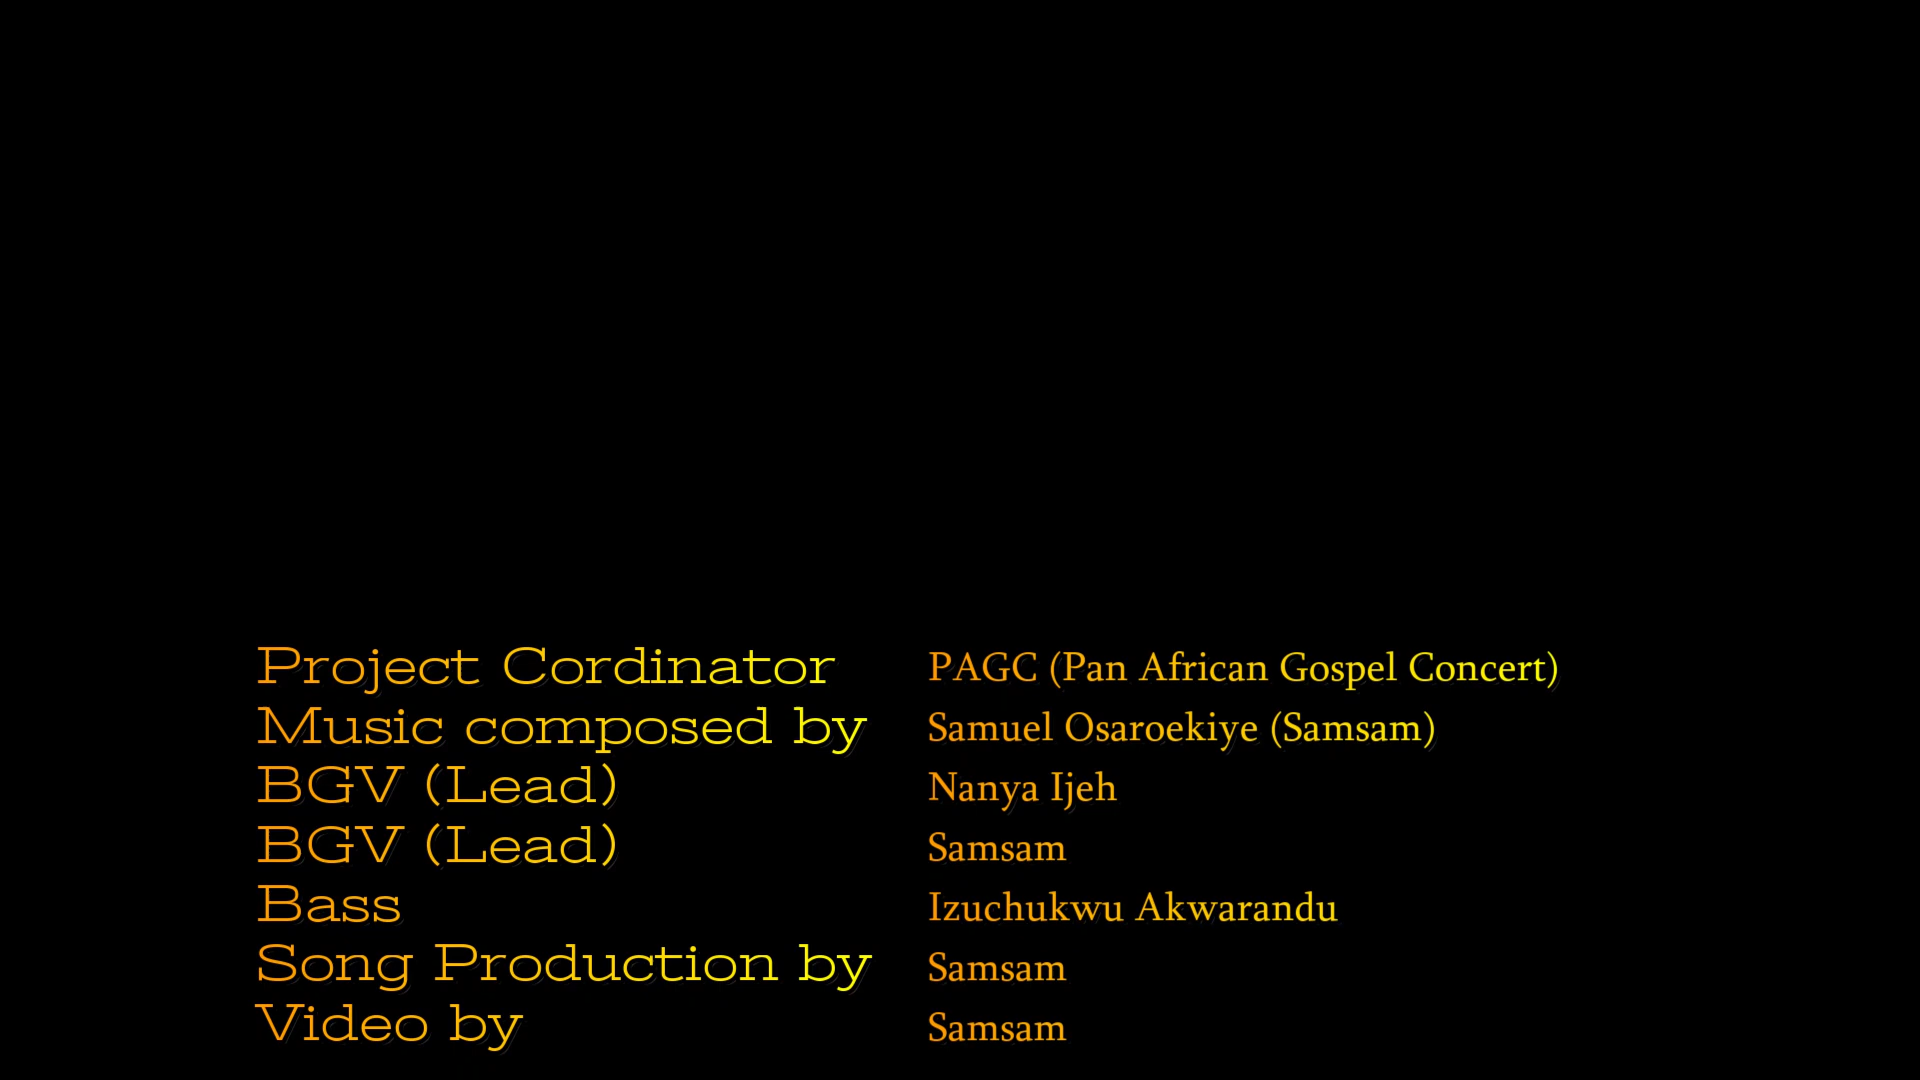 Project Cordinator PAGC (Pan African Gospel Concert)
Music composed by Samuel Osaroekiye (Samsam)
BGV (Lead) Nanya Ijeh
BGV (Lead) Samsam
Bass Izuchukwu Akwarandu
Song Production by Samsam
Video by Samsam